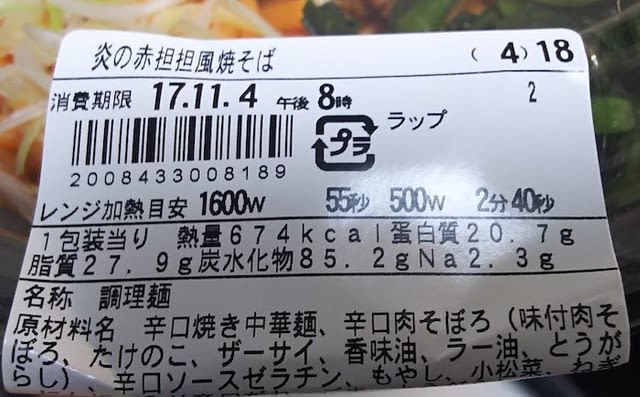 炎の赤担担風焼そば (4)18
消費期限 17.11.4 午後8時 2
プラ ラップ
2008433008189
レンジ加熱目安 1600W 55秒 500W 2分40秒
1包装当り 熱量674kcal蛋白質20.7g
脂質27.9g炭水化物85.2gNa2.3g
名称 調理麺
原材料名 辛口焼き中華麺、辛口肉そぼろ(味付肉そ
ぼろ、たけのこ、ザーサイ、香味油、ラー油、とうが
らし)、辛口ソースゼラチン、もやし、小松菜、ねぎ